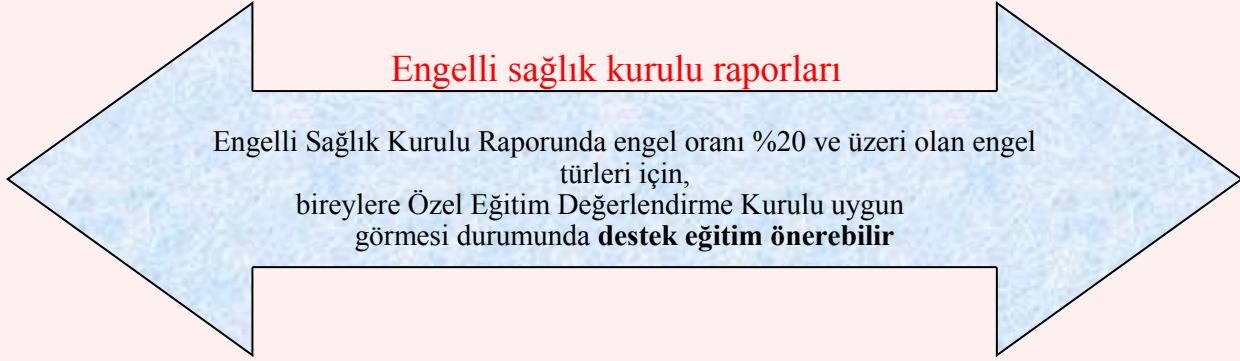 Engelli sağlık kurulu raporları
Engelli Sağlık Kurulu Raporunda engel oranı %20 ve üzeri olan engel
türleri için,
bireylere Özel Eğitim Değerlendirme Kurulu uygun
görmesi durumunda destek eğitim önerebilir